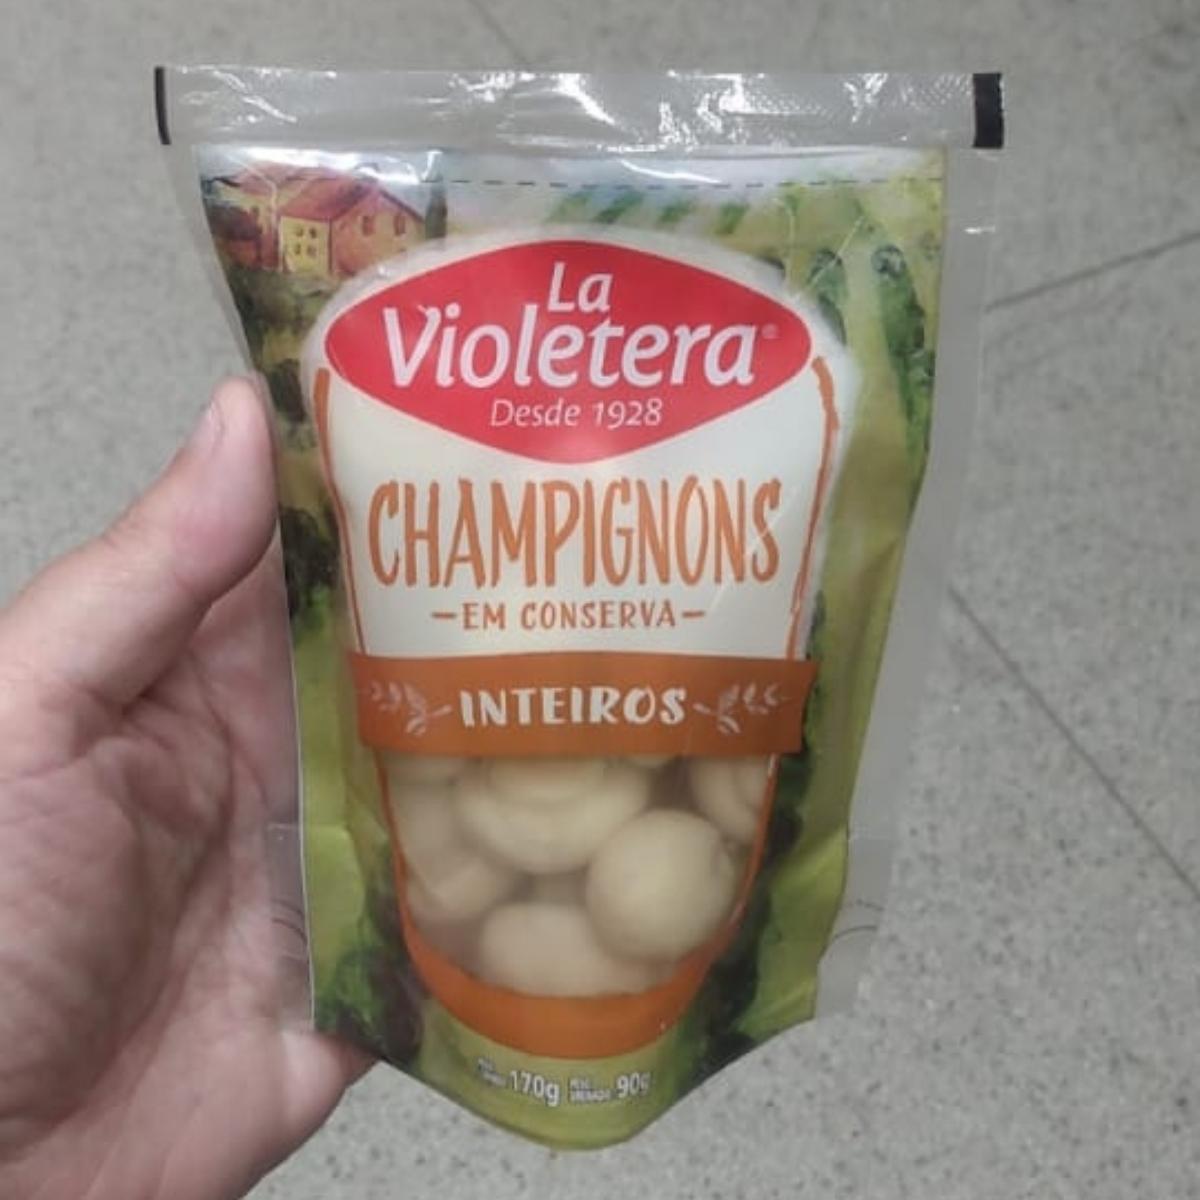 La
Violetera®
Desde 1928
CHAMPIGNONS
-EM CONSERVA-
INTEIROS
170g 90g